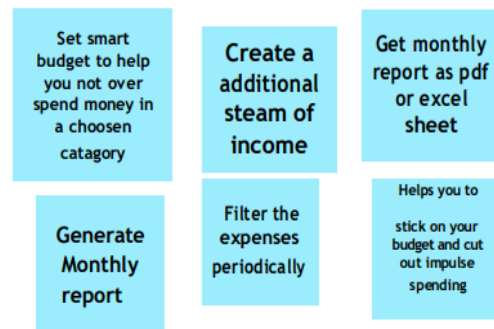 Set smart
budget to help
you not over
spend money in
a choosen
catagory
Create a
additional
steam of
income
Get monthly
report as pdf
or excel
sheet
Generate
Monthly
report
Filter the
expenses
periodically
Helps you to
stick on your
budget and cut
out impulse
spending